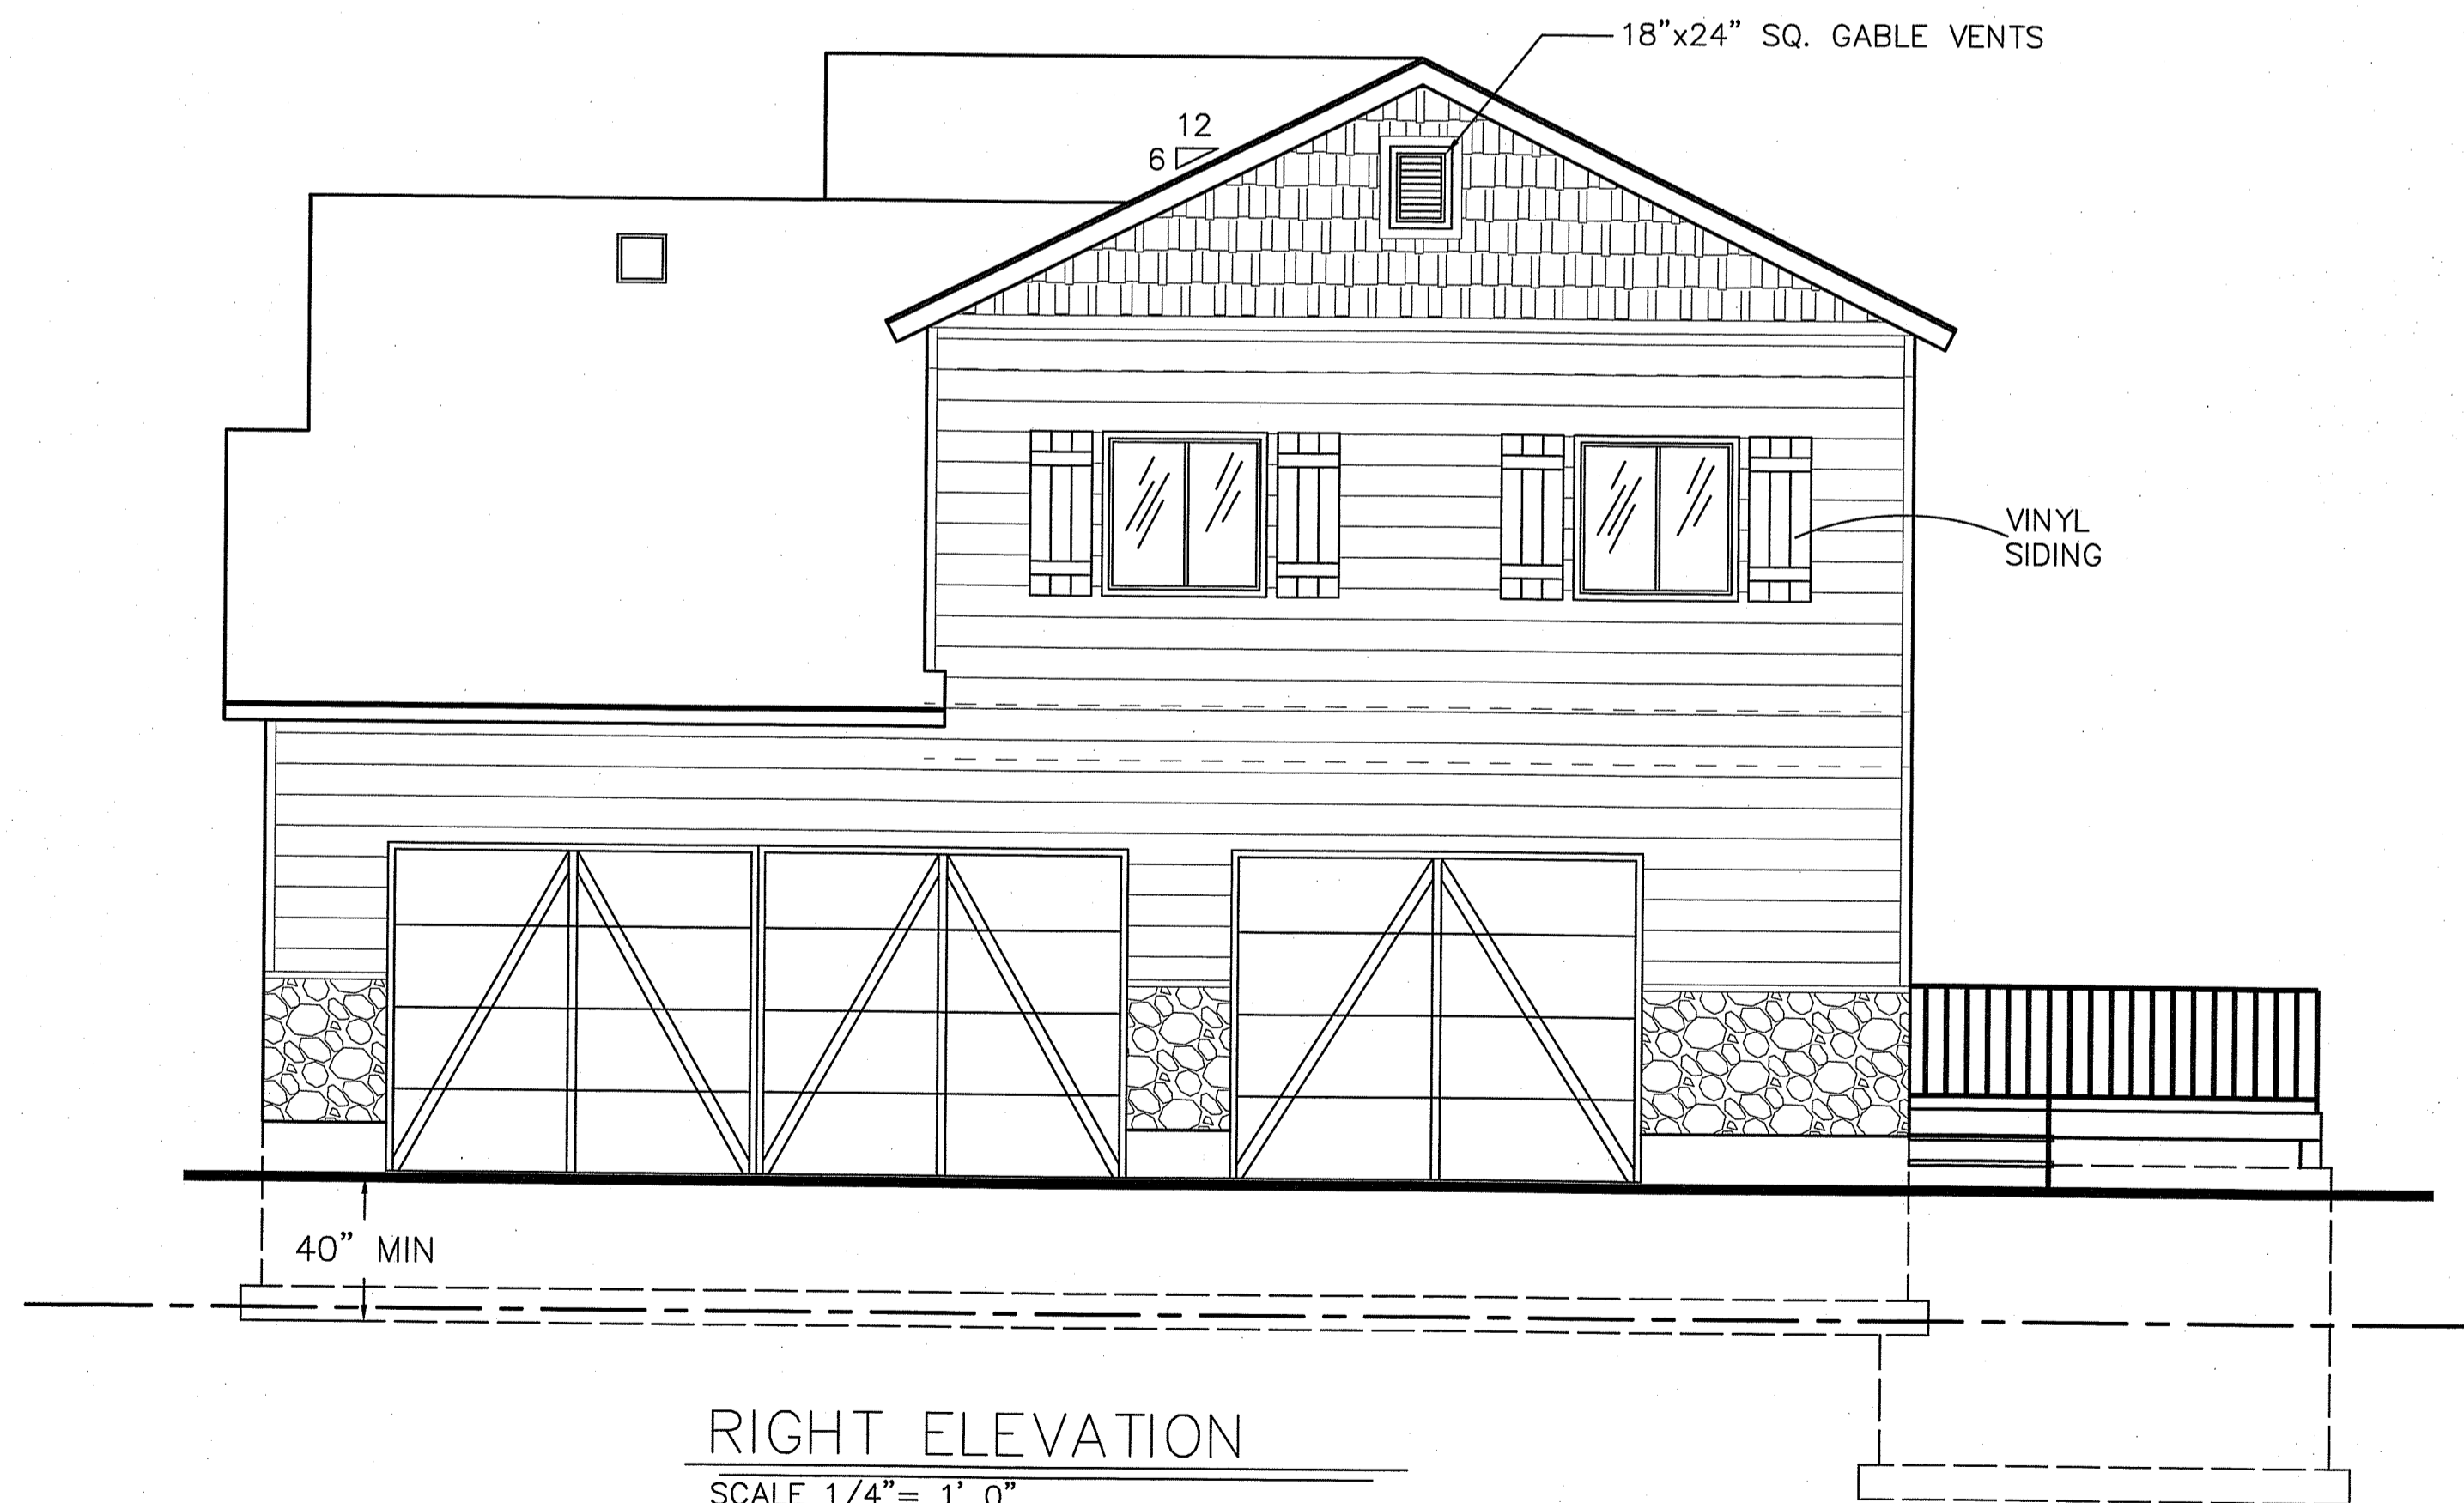 18”x24” SQ. GABLE VENTS
12
6
VINYL
SIDING
40” MIN
RIGHT ELEVATION
SCALE 1/4”= 1’ 0”